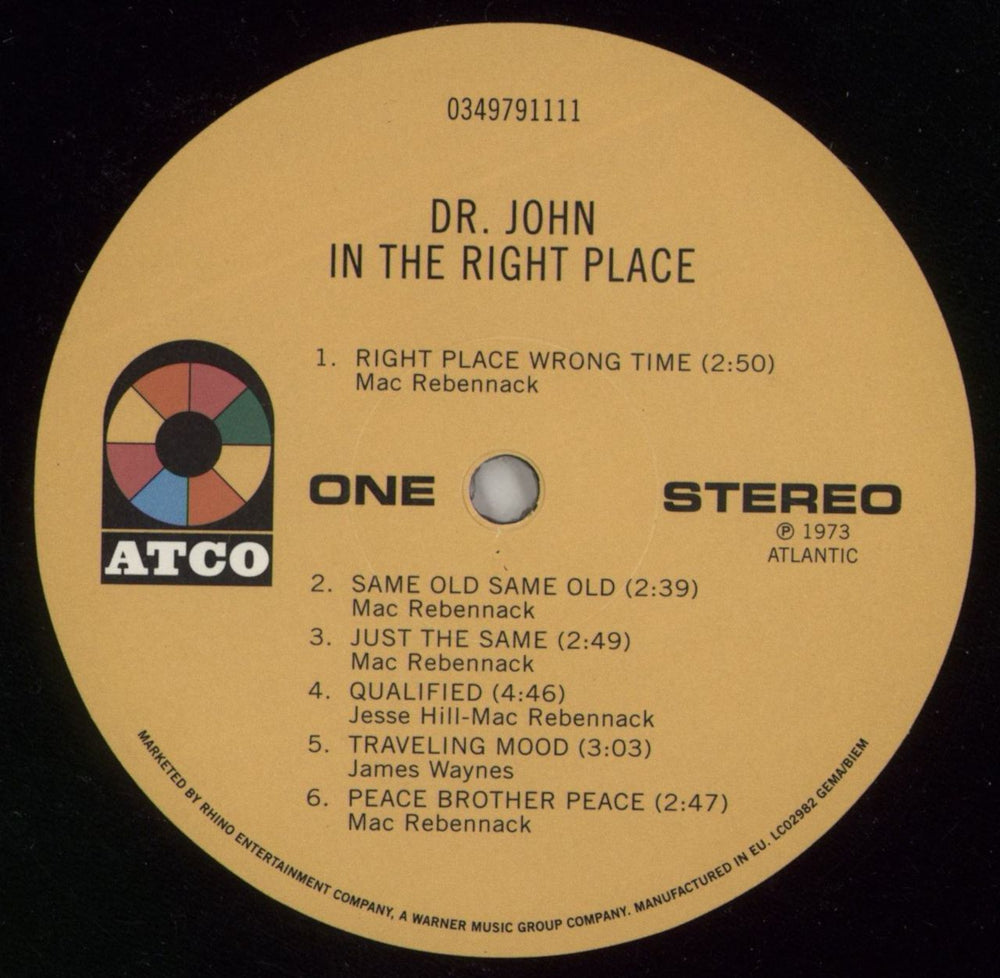 0349791111
DR. JOHN
IN THE RIGHT PLACE
1. RIGHT PLACE WRONG TIME (2:50)
Mac Rebennack
ATCO
ONE
STEREO
℗ 1973
ATLANTIC
2. SAME OLD SAME OLD (2:39)
Mac Rebennack
3. JUST THE SAME (2:49)
Mac Rebennack
4. QUALIFIED (4:46)
Jesse Hill-Mac Rebennack
5. TRAVELING MOOD (3:03)
James Waynes
6. PEACE BROTHER PEACE (2:47)
Mac Rebennack
MARKETED BY RHINO ENTERTAINMENT COMPANY, A WARNER MUSIC GROUP COMPANY. MANUFACTURED IN EU. LC02982 GEMA/BIEM